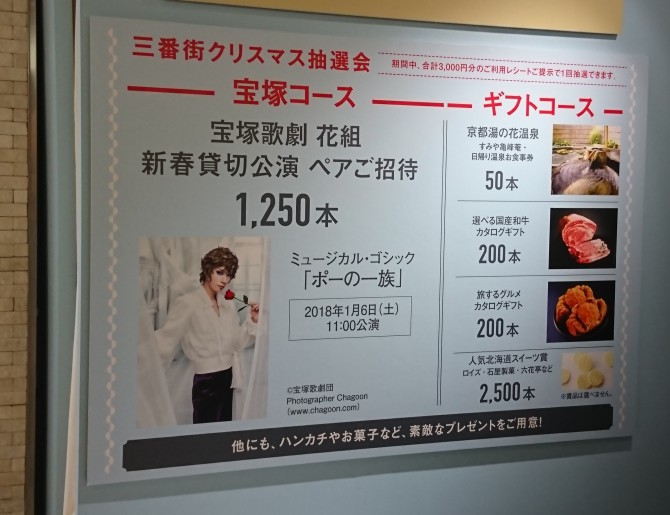 三番街クリスマス抽選会
期間中、合計3,000円分のご利用レシートご提示で1回抽選できます。
宝塚コース
宝塚歌劇 花組
新春貸切公演 ペアご招待
1,250本
ミュージカル・ゴシック
「ポーの一族」
2018年1月6日(土)
11:00公演
©宝塚歌劇団
Photographer Chagoon
(www.chagoon.com)
ギフトコース
京都湯の花温泉
すみや亀峰菴・
日帰り温泉お食事券
50本
選べる国産和牛
カタログギフト
200本
旅するグルメ
カタログギフト
200本
人気北海道スイーツ賞
ロイズ・石屋製菓・六花亭など
2,500本
※賞品は選べません。
他にも、ハンカチやお菓子など、素敵なプレゼントをご用意!